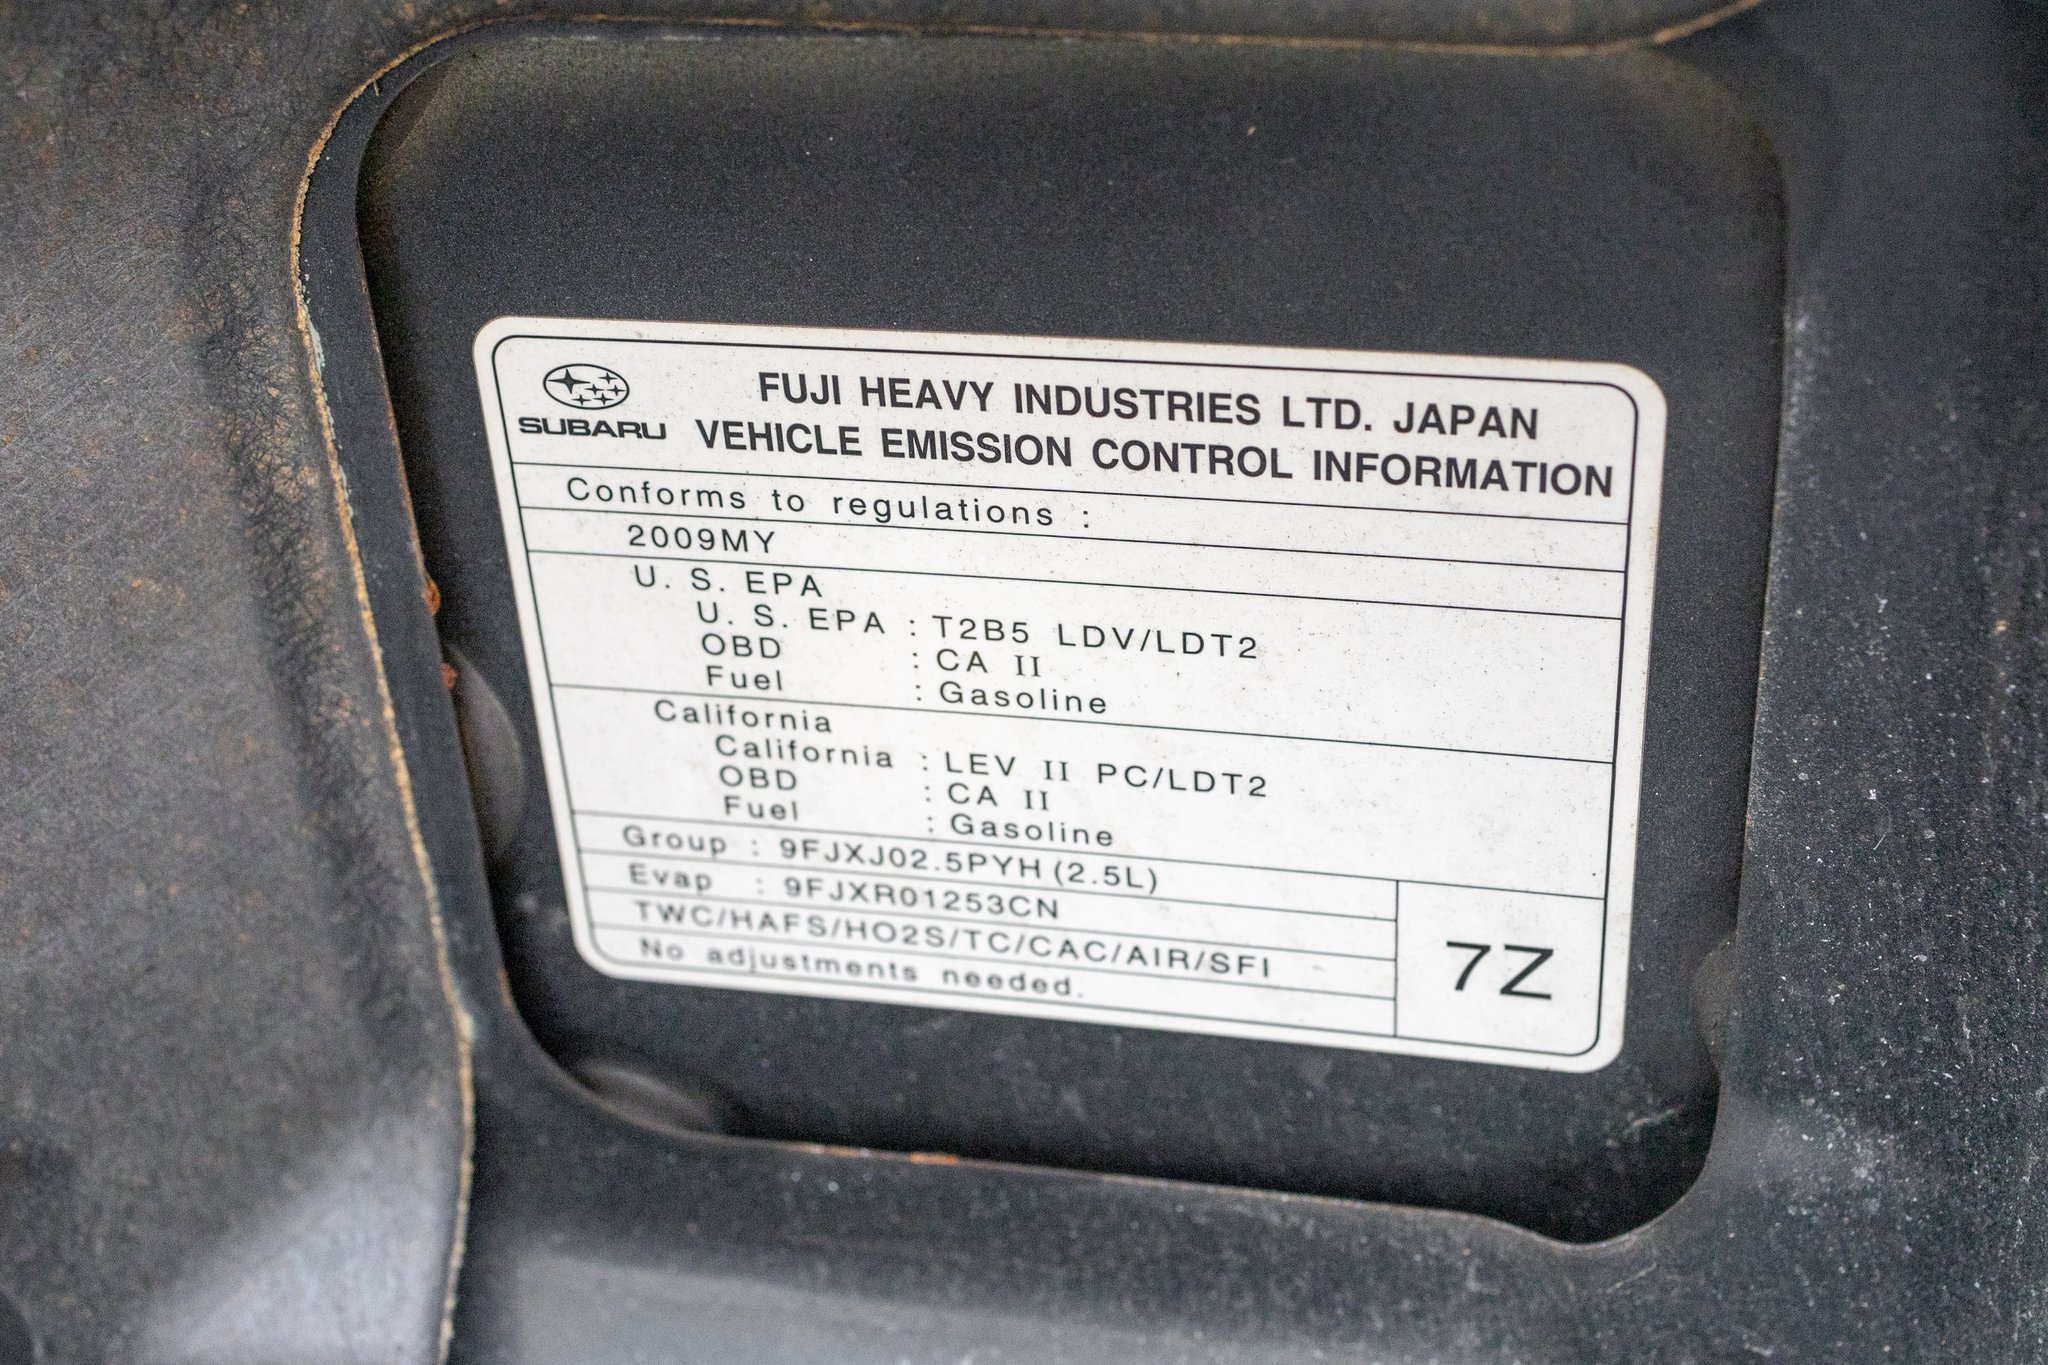 SUBARU
FUJI HEAVY INDUSTRIES LTD. JAPAN
VEHICLE EMISSION CONTROL INFORMATION
Conforms to regulations :
2009MY
U. S. EPA
U. S. EPA : T2B5 LDV/LDT2
OBD : CA II
Fuel : Gasoline
California
California : LEV II PC/LDT2
OBD : CA II
Fuel : Gasoline
Group : 9FJXJ02.5PYH (2.5L)
Evap : 9FJXR01253CN
TWC/HAFS/HO2S/TC/CAC/AIR/SFI
No adjustments needed.
7Z